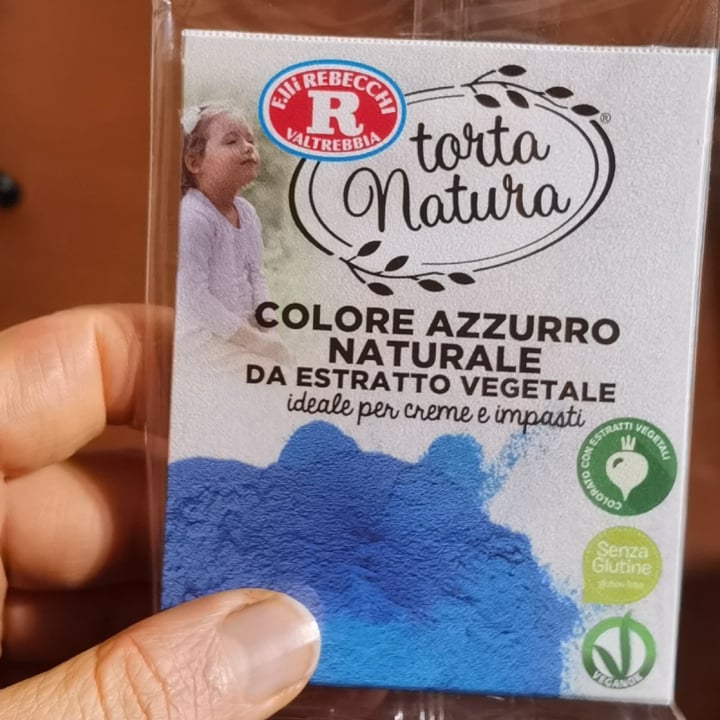 F.lli REBECCHI
R
VALTREBBIA
torta
Natura
®
COLORE AZZURRO
NATURALE
DA ESTRATTO VEGETALE
ideale per creme e impasti
COLORATO CON ESTRATTI VEGETALI
Senza
Glutine
gluten free
VEGANOK